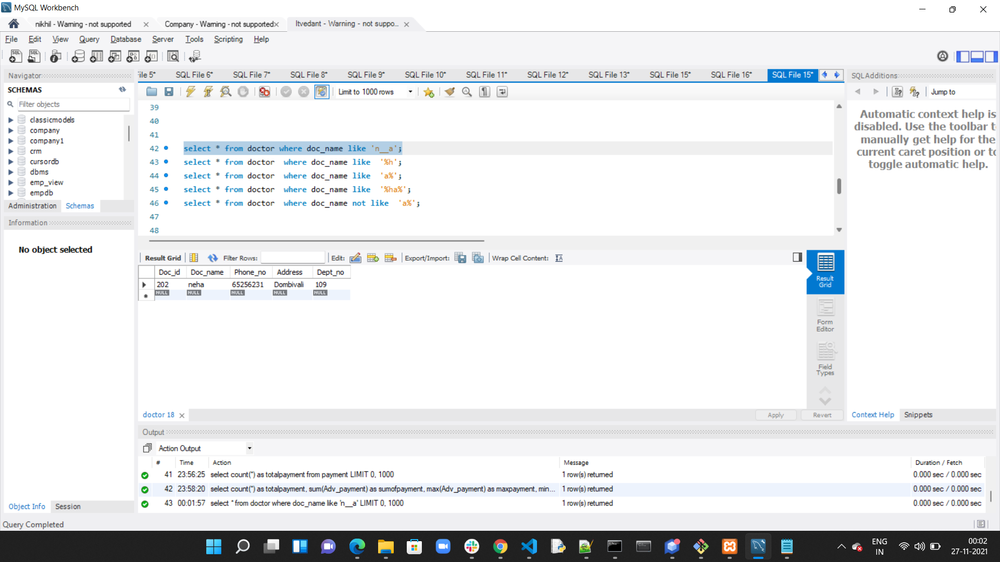 MySQL Workbench
nikhil - Warning - not supported
Company - Warning - not supported
Itvedant - Warning - not suppo...
File Edit View Query Database Server Tools Scripting Help
Navigator
SCHEMAS
Filter objects
classicmodels
company
company1
crm
cursordb
dbms
emp_view
empdb
Administration Schemas
Information
No object selected
Object Info Session
ile 5* SQL File 6* SQL File 7* SQL File 8* SQL File 9* SQL File 10* SQL File 11* SQL File 12* SQL File 13* SQL File 15* SQL File 16* SQL File 15*
Limit to 1000 rows
39
40
41
42 select * from doctor where doc_name like 'n__a';
43 select * from doctor  where doc_name like  '%h';
44 select * from doctor  where doc_name like  'a%';
45 select * from doctor  where doc_name like  '%ha%';
46 select * from doctor  where doc_name not like  'a%';
47
48
Result Grid Filter Rows: Edit: Export/Import: Wrap Cell Content:
Doc_id Doc_name Phone_no Address Dept_no
202 neha 65256231 Dombivali 109
NULL NULL NULL NULL NULL
Result
Grid
Form
Editor
Field
Types
doctor 18 Apply Revert
SQLAdditions
Jump to
Automatic context help is
disabled. Use the toolbar t
manually get help for the
current caret position or to
toggle automatic help.
Context Help Snippets
Output
Action Output
# Time Action Message Duration / Fetch
41 23:56:25 select count(*) as totalpayment from payment LIMIT 0, 1000 1 row(s) returned 0.000 sec / 0.000 sec
42 23:58:20 select count(*) as totalpayment, sum(Adv_payment) as sumofpayment, max(Adv_payment) as maxpayment, min... 1 row(s) returned 0.000 sec / 0.000 sec
43 00:01:57 select * from doctor where doc_name like 'n__a' LIMIT 0, 1000 1 row(s) returned 0.000 sec / 0.000 sec
Query Completed
ENG
IN
00:02
27-11-2021